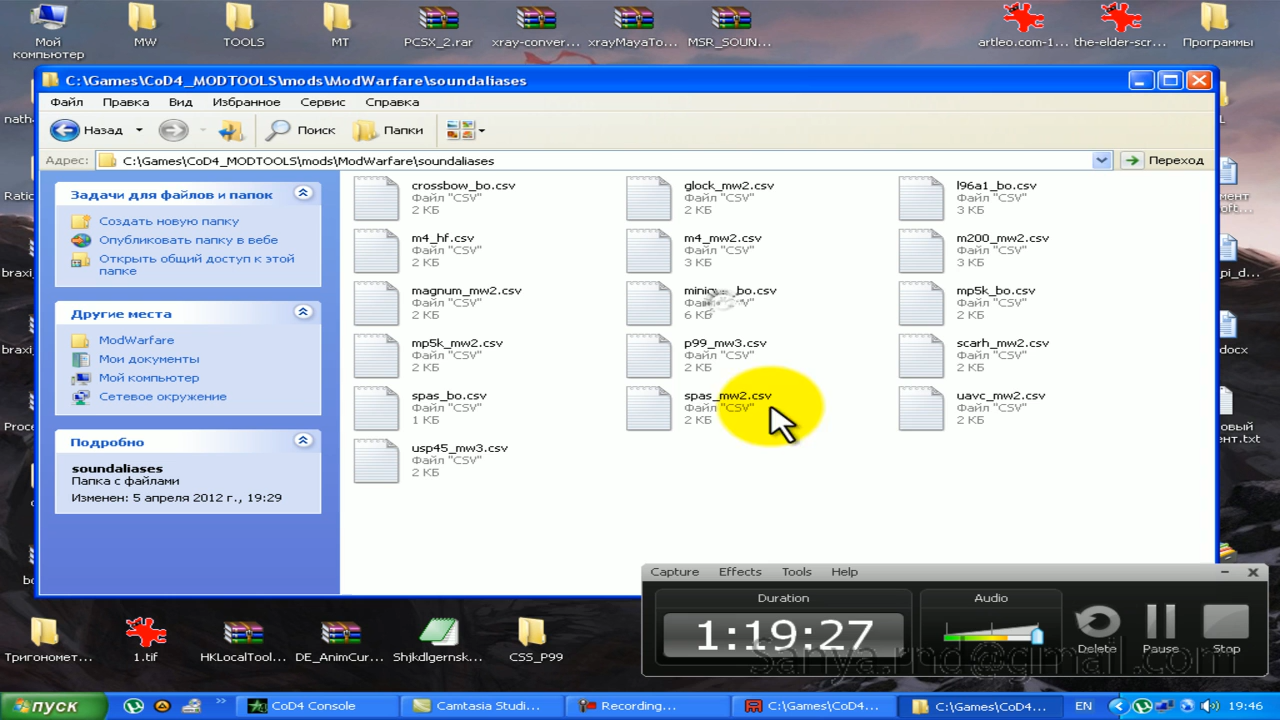 Мой компьютер
MW
TOOLS
MT
PCSX_2.rar
xray-conver...
xrayMayaTo...
MSR_SOUN...
artleo.com-1...
the-elder-scr...
Программы
C:\Games\CoD4_MODTOOLS\mods\ModWarfare\soundaliases
Файл Правка Вид Избранное Сервис Справка
Назад Поиск Папки
Адрес: C:\Games\CoD4_MODTOOLS\mods\ModWarfare\soundaliases Переход
Задачи для файлов и папок
Создать новую папку
Опубликовать папку в вебе
Открыть общий доступ к этой
папке
Другие места
ModWarfare
Мои документы
Мой компьютер
Сетевое окружение
Подробно
soundaliases
Папка с файлами
Изменен: 5 апреля 2012 г., 19:29
crossbow_bo.csv
Файл "CSV"
2 КБ
glock_mw2.csv
Файл "CSV"
2 КБ
l96a1_bo.csv
Файл "CSV"
3 КБ
m4_hf.csv
Файл "CSV"
2 КБ
m4_mw2.csv
Файл "CSV"
3 КБ
m200_mw2.csv
Файл "CSV"
3 КБ
magnum_mw2.csv
Файл "CSV"
2 КБ
_bo.csv
6 КБ
mp5k_bo.csv
Файл "CSV"
2 КБ
mp5k_mw2.csv
Файл "CSV"
2 КБ
p99_mw3.csv
Файл "CSV"
2 КБ
scarh_mw2.csv
Файл "CSV"
2 КБ
spas_bo.csv
Файл "CSV"
1 КБ
spas_mw2.csv
Файл "CSV"
2 КБ
uavc_mw2.csv
Файл "CSV"
2 КБ
usp45_mw3.csv
Файл "CSV"
2 КБ
Capture Effects Tools Help
Duration
1:19:27
Audio
Delete
Pause
Stop
Sanya.rnd@gmail.com
Тригономет...
1.tif
HKLocalTool...
DE_AnimCur...
Shjkdlgernsk...
CSS_P99
пуск
CoD4 Console
Camtasia Studi...
Recording...
C:\Games\CoD4...
C:\Games\CoD4...
EN
19:46